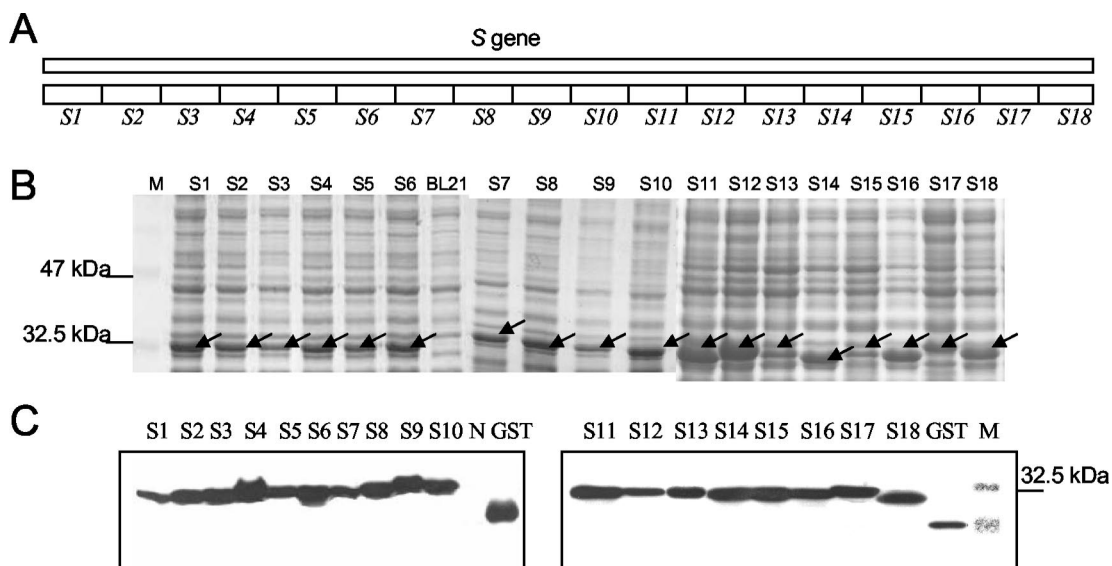 A
S gene
S1 S2 S3 S4 S5 S6 S7 S8 S9 S10 S11 S12 S13 S14 S15 S16 S17 S18
B
M S1 S2 S3 S4 S5 S6 BL21 S7 S8 S9 S10 S11 S12 S13 S14 S15 S16 S17 S18
47 kDa
32.5 kDa
C
S1 S2 S3 S4 S5 S6 S7 S8 S9 S10 N GST S11 S12 S13 S14 S15 S16 S17 S18 GST M
32.5 kDa